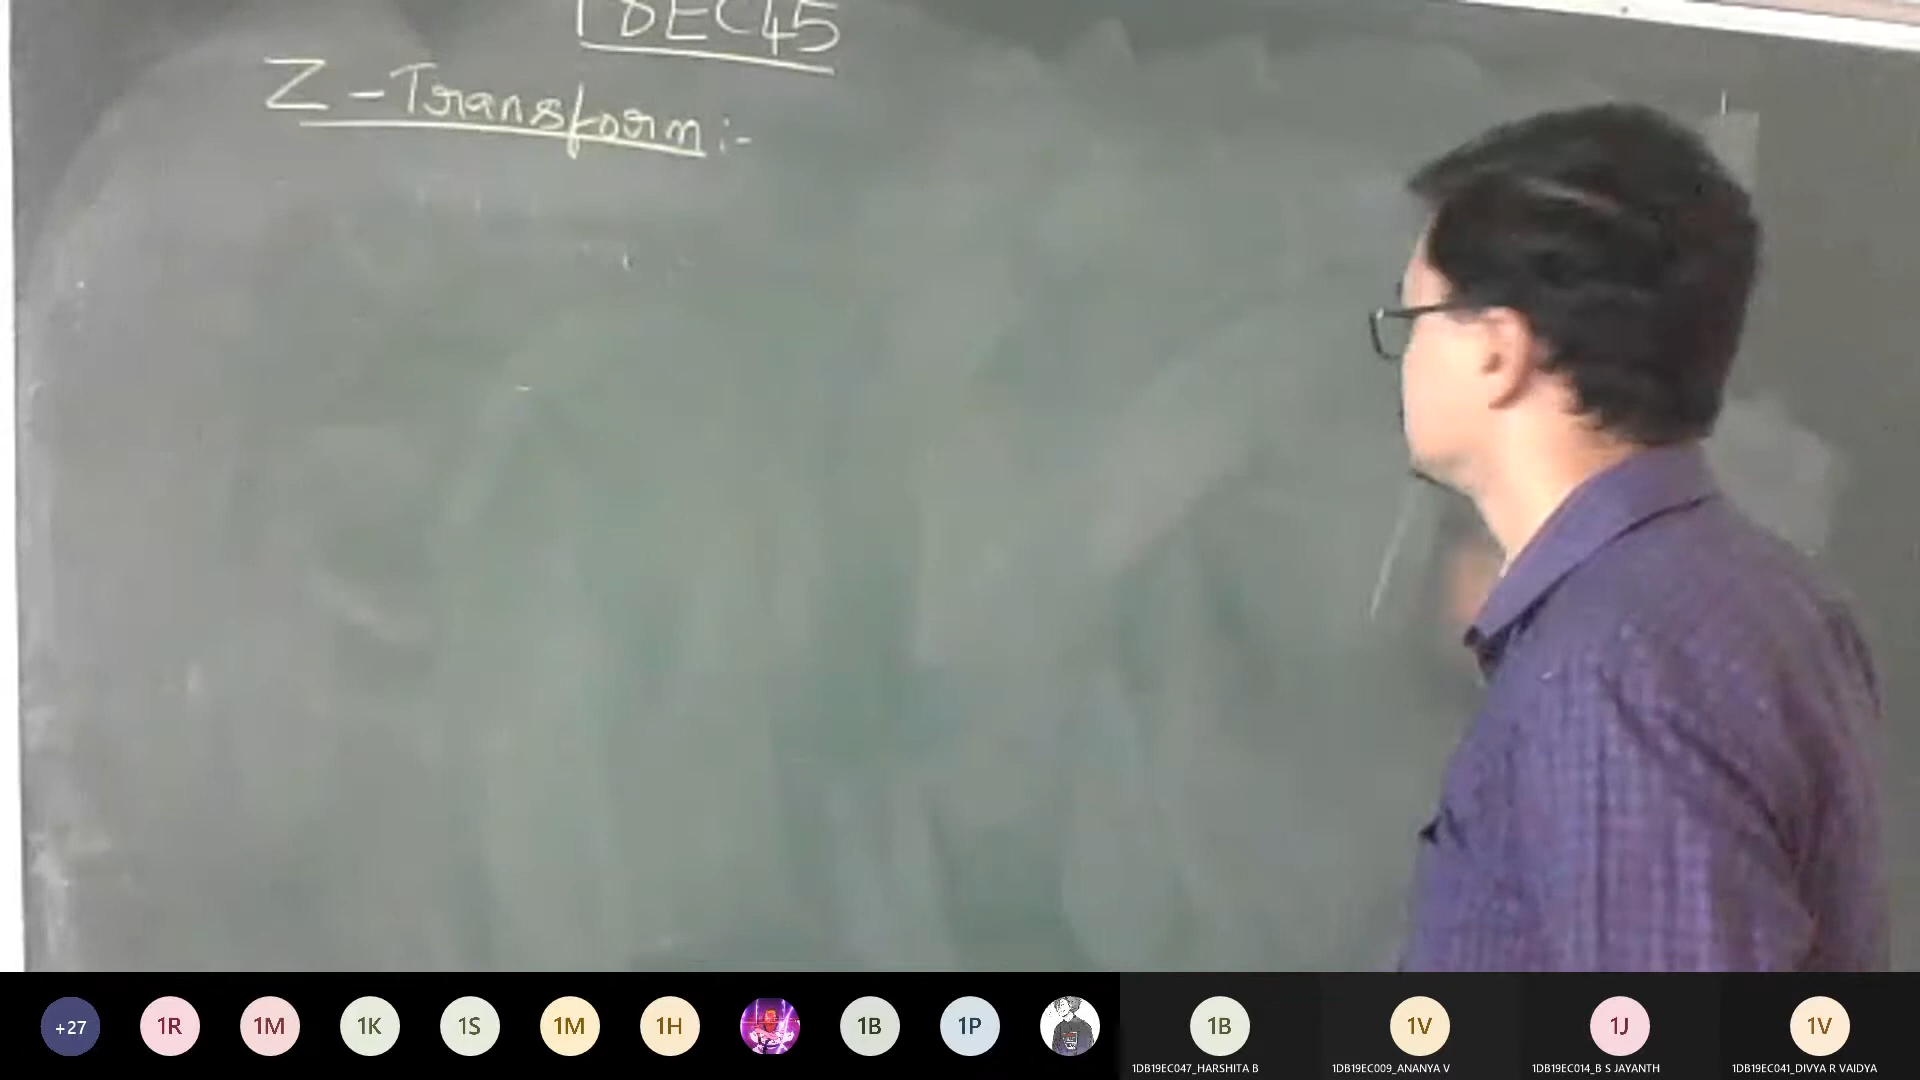 18EC45
Z-Transform:-
+27
1R
1M
1K
1S
1M
1H
1B
1P
1B
1V
1J
1V
1DB19EC047_HARSHITA B
1DB19EC009_ANANYA V
1DB19EC014_B S JAYANTH
1DB19EC041_DIVYA R VAIDYA